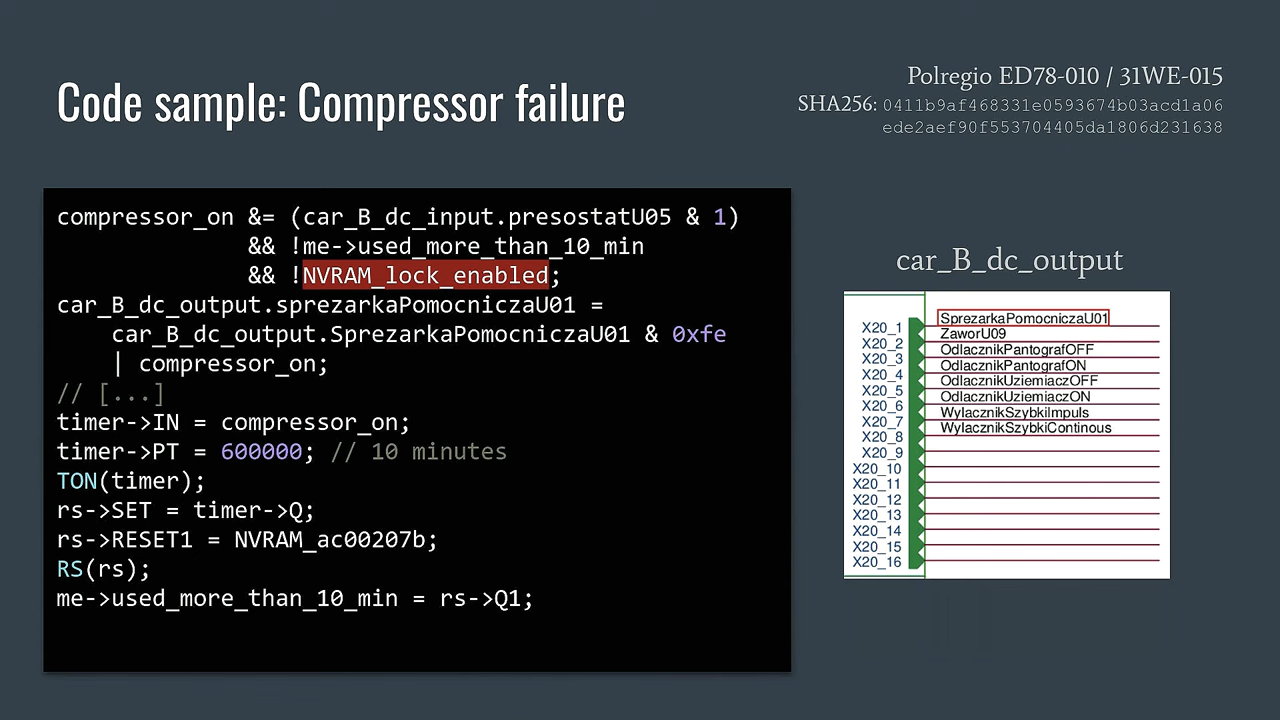 Code sample: Compressor failure
Polregio ED78-010 / 31WE-015
SHA256: 0411b9af468331e0593674b03acd1a06
ede2aef90f553704405da1806d231638
compressor_on &= (car_B_dc_input.presostatU05 & 1)
&& !me->used_more_than_10_min
&& !NVRAM_lock_enabled;
car_B_dc_output.sprezarkaPomocniczaU01 =
car_B_dc_output.SprezarkaPomocniczaU01 & 0xfe
| compressor_on;
// [...]
timer->IN = compressor_on;
timer->PT = 600000; // 10 minutes
TON(timer);
rs->SET = timer->Q;
rs->RESET1 = NVRAM_ac00207b;
RS(rs);
me->used_more_than_10_min = rs->Q1;
car_B_dc_output
X20_1 SprezarkaPomocniczaU01
X20_2 ZaworU09
X20_3 OdlacznikPantografOFF
X20_4 OdlacznikPantografON
X20_5 OdlacznikUziemiaczOFF
X20_6 OdlacznikUziemiaczON
X20_7 WylacznikSzybkiImpuls
X20_8 WylacznikSzybkiContinous
X20_9
X20_10
X20_11
X20_12
X20_13
X20_14
X20_15
X20_16